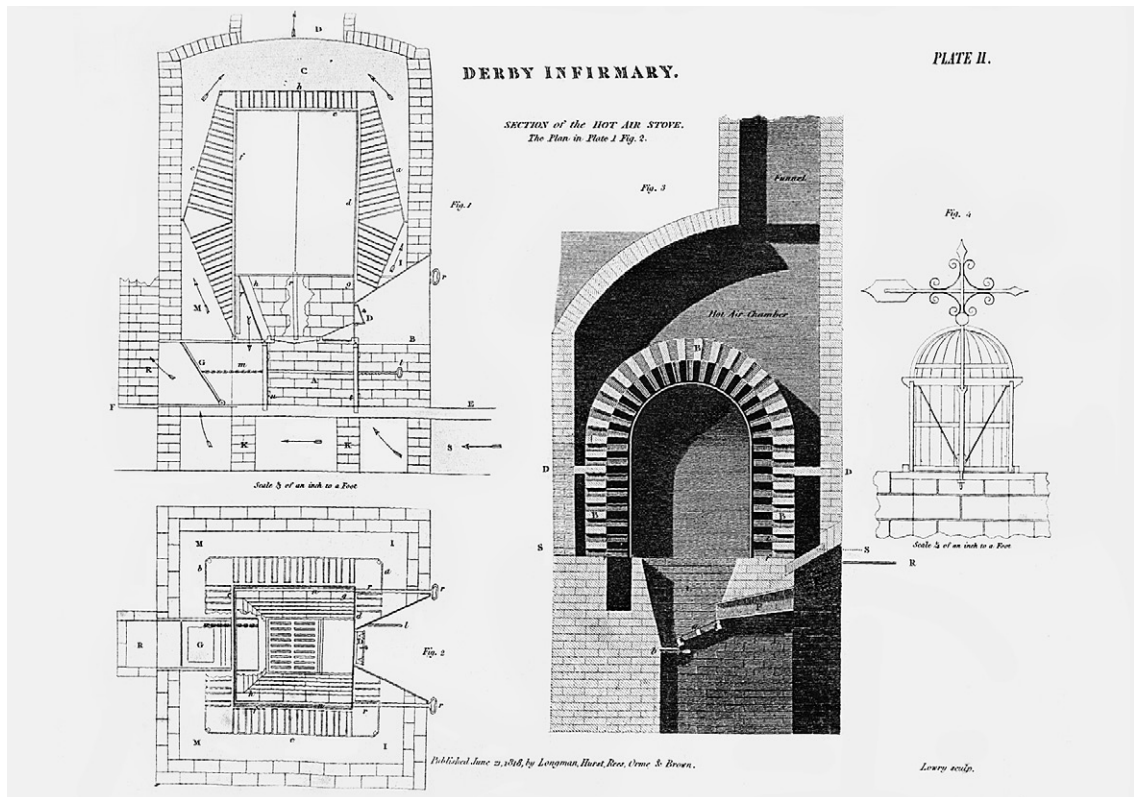 DERBY INFIRMARY.
PLATE II.
SECTION of the HOT AIR STOVE.
The Plan in Plate 1 Fig. 2.
Fig. 1
D
C
b
e
c
f
a
d
I
r
h
g
M
D
B
R
G
m
A
l
n
t
F
E
K
K
S
Scale ¼ of an inch to a Foot
M
I
b
a
r
g
r
R
G
l
Fig. 2
h
r
r
M
e
I
Fig. 3
Funnel
Hot Air Chamber
B
D
D
B
B
S
S
r
R
P
b
Fig. 4
Scale ¼ of an inch to a Foot
Published June 21, 1818, by Longman, Hurst, Rees, Orme & Brown.
Lowry sculp.